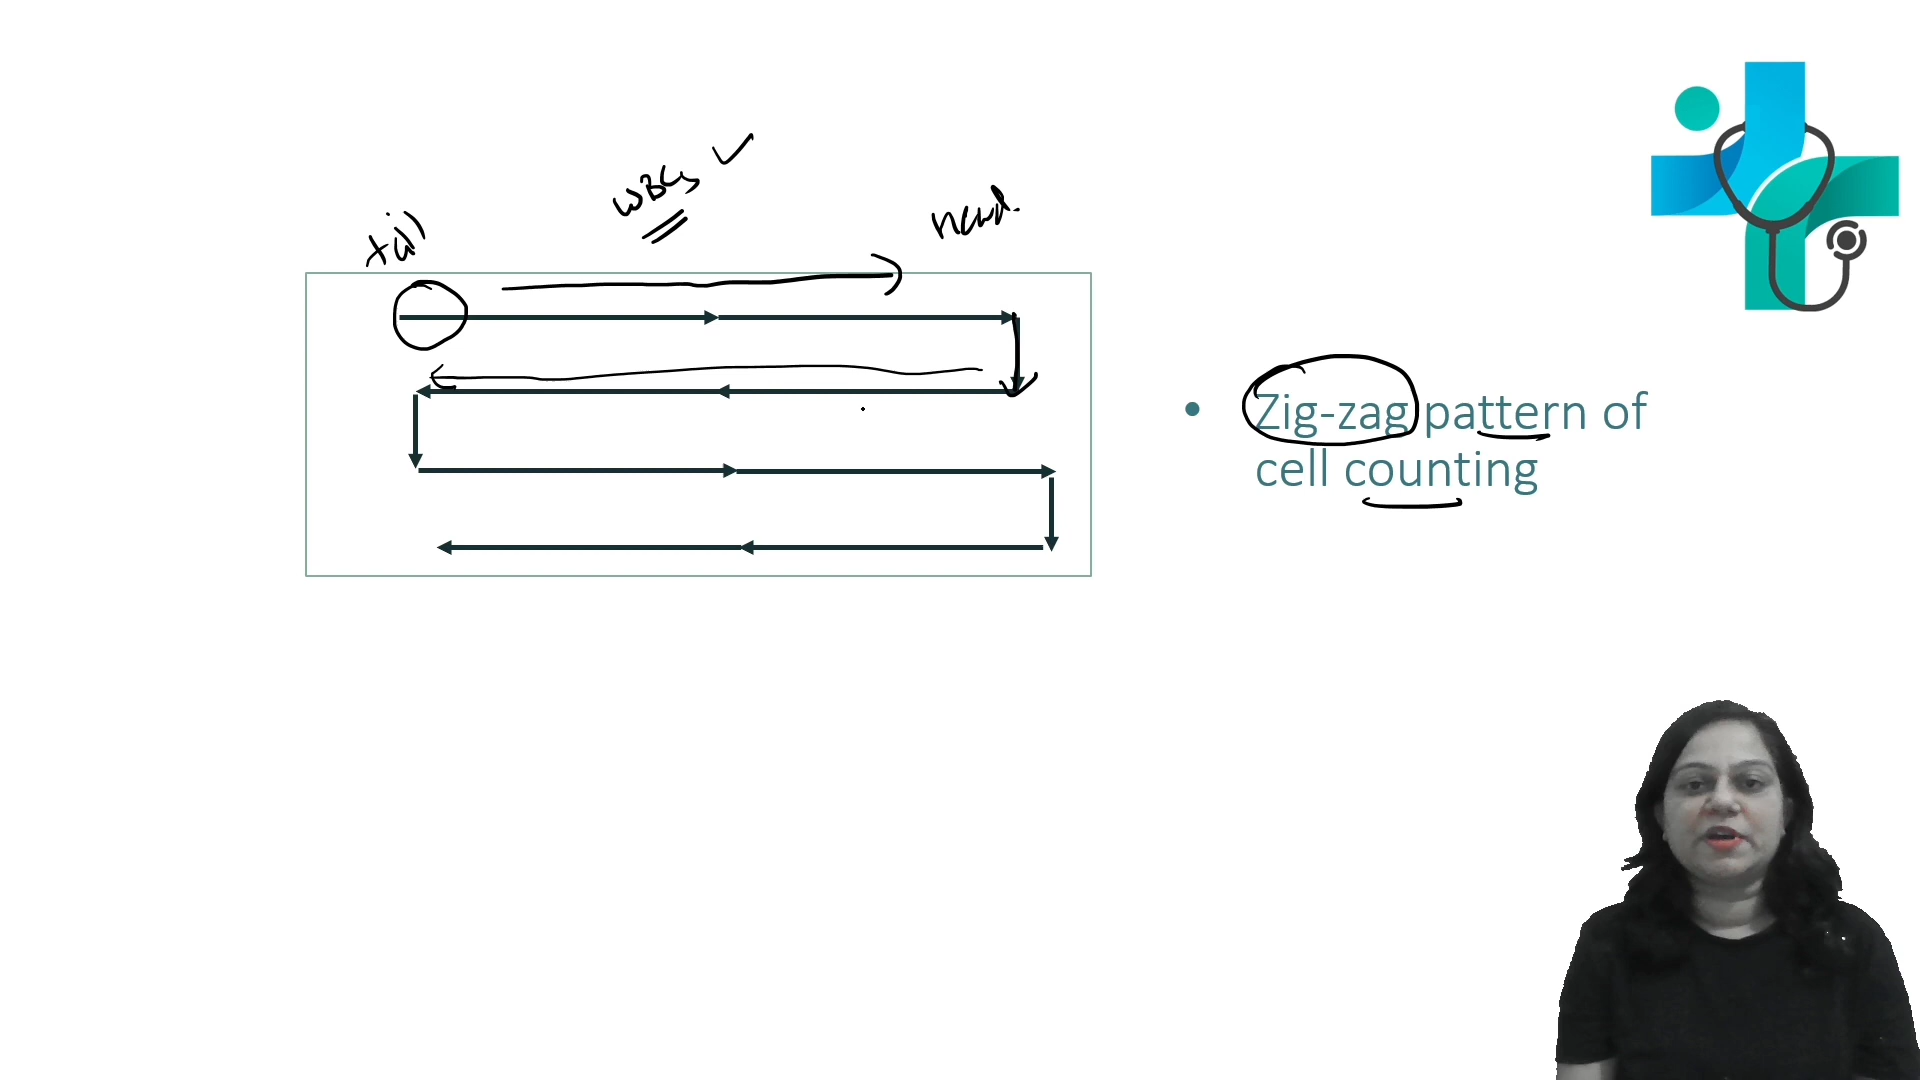 WBCs
tail
head.
• Zig-zag pattern of
cell counting